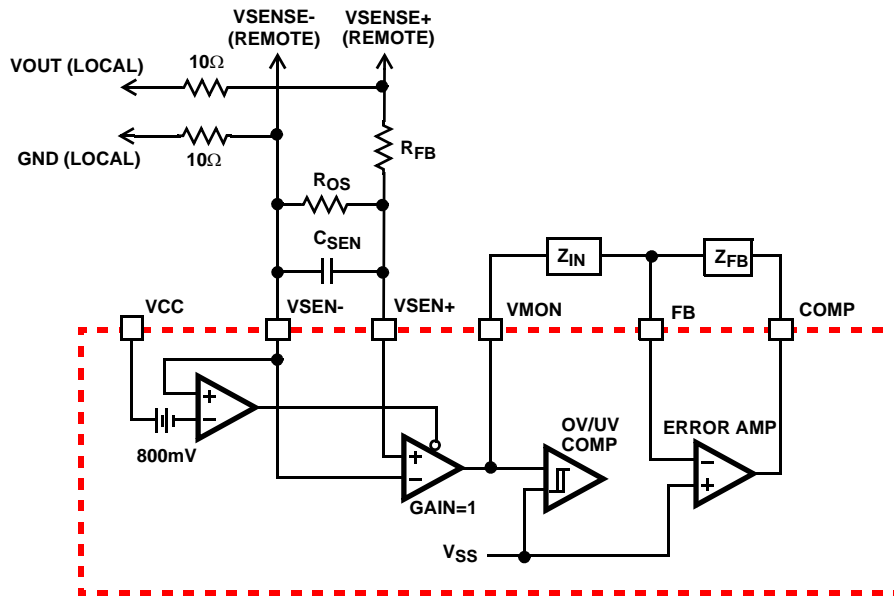 VSENSE-
(REMOTE)
VSENSE+
(REMOTE)
VOUT (LOCAL)
10Ω
GND (LOCAL)
10Ω
RFB
ROS
CSEN
ZIN
ZFB
VCC
VSEN-
VSEN+
VMON
FB
COMP
+
−
800mV
+
−
GAIN=1
OV/UV
COMP
ERROR AMP
−
+
VSS